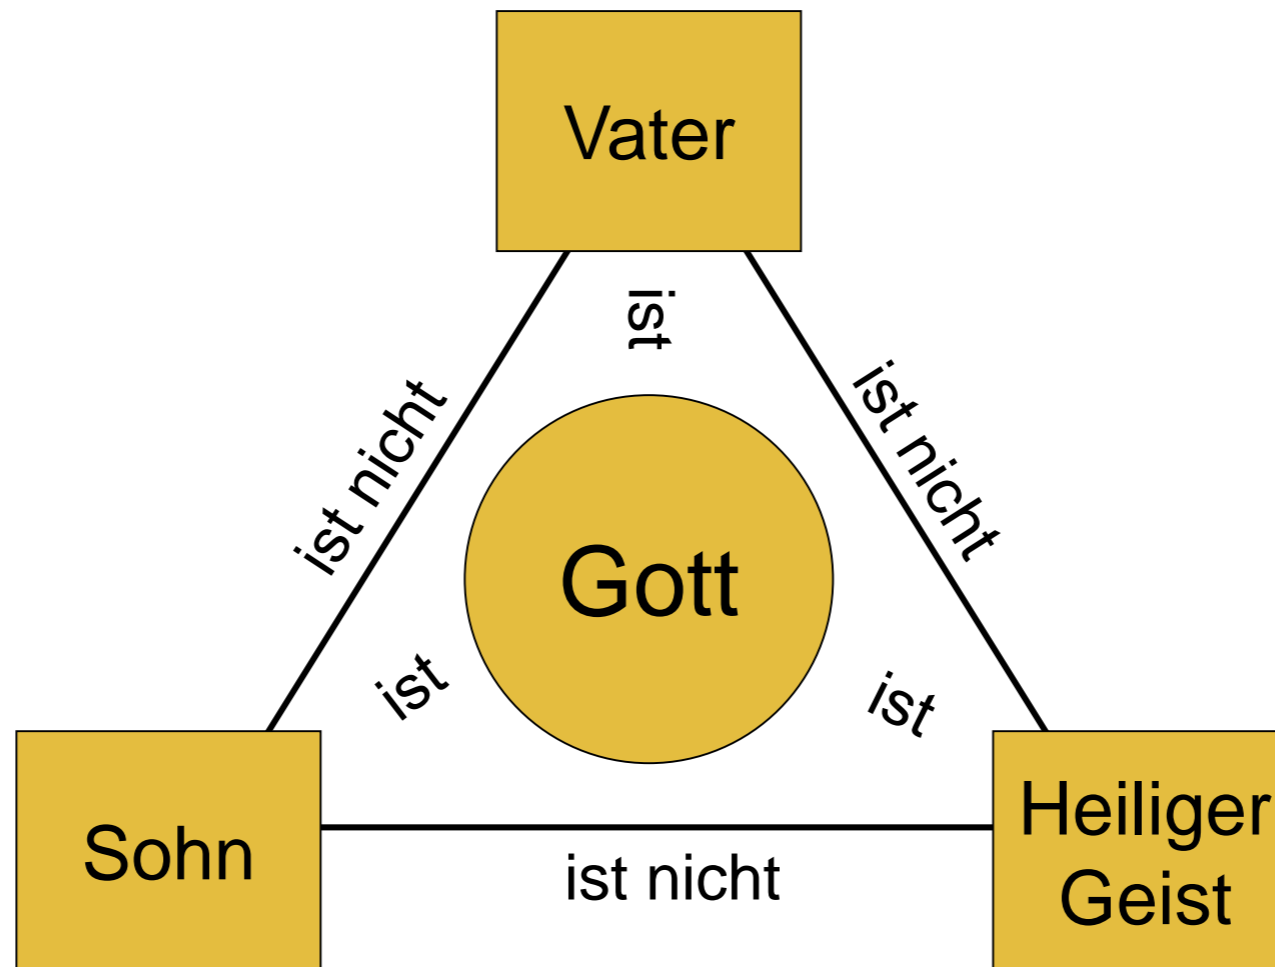 Vater
ist
ist nicht
ist nicht
Gott
ist
ist
Sohn
ist nicht
Heiliger
Geist